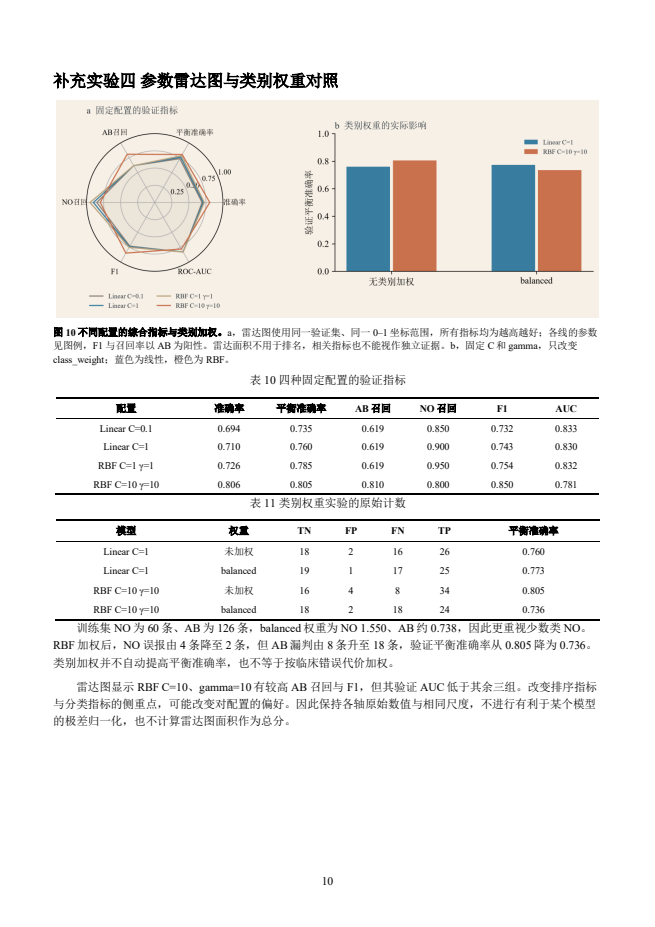 补充实验四 参数雷达图与类别权重对照
a 固定配置的验证指标
AB召回
平衡准确率
NO召回
准确率
F1
ROC-AUC
0.25
0.50
0.75
1.00
Linear C=0.1
RBF C=1 γ=1
Linear C=1
RBF C=10 γ=10
b 类别权重的实际影响
1.0
0.8
0.6
0.4
0.2
0.0
验证平衡准确率
Linear C=1
RBF C=10 γ=10
无类别加权
balanced
图 10 不同配置的综合指标与类别加权。a，雷达图使用同一验证集、同一 0–1 坐标范围，所有指标均为越高越好；各线的参数
见图例，F1 与召回率以 AB 为阳性。雷达面积不用于排名，相关指标也不能视作独立证据。b，固定 C 和 gamma，只改变
class_weight；蓝色为线性，橙色为 RBF。
表 10 四种固定配置的验证指标
配置 准确率 平衡准确率 AB 召回 NO 召回 F1 AUC
Linear C=0.1 0.694 0.735 0.619 0.850 0.732 0.833
Linear C=1 0.710 0.760 0.619 0.900 0.743 0.830
RBF C=1 γ=1 0.726 0.785 0.619 0.950 0.754 0.832
RBF C=10 γ=10 0.806 0.805 0.810 0.800 0.850 0.781
表 11 类别权重实验的原始计数
模型 权重 TN FP FN TP 平衡准确率
Linear C=1 未加权 18 2 16 26 0.760
Linear C=1 balanced 19 1 17 25 0.773
RBF C=10 γ=10 未加权 16 4 8 34 0.805
RBF C=10 γ=10 balanced 18 2 18 24 0.736
训练集 NO 为 60 条、AB 为 126 条，balanced 权重为 NO 1.550、AB 约 0.738，因此更重视少数类 NO。
RBF 加权后，NO 误报由 4 条降至 2 条，但 AB 漏判由 8 条升至 18 条，验证平衡准确率从 0.805 降为 0.736。
类别加权并不自动提高平衡准确率，也不等于按临床错误代价加权。
雷达图显示 RBF C=10、gamma=10 有较高 AB 召回与 F1，但其验证 AUC 低于其余三组。改变排序指标
与分类指标的侧重点，可能改变对配置的偏好。因此保持各轴原始数值与相同尺度，不进行有利于某个模型
的极差归一化，也不计算雷达图面积作为总分。
10